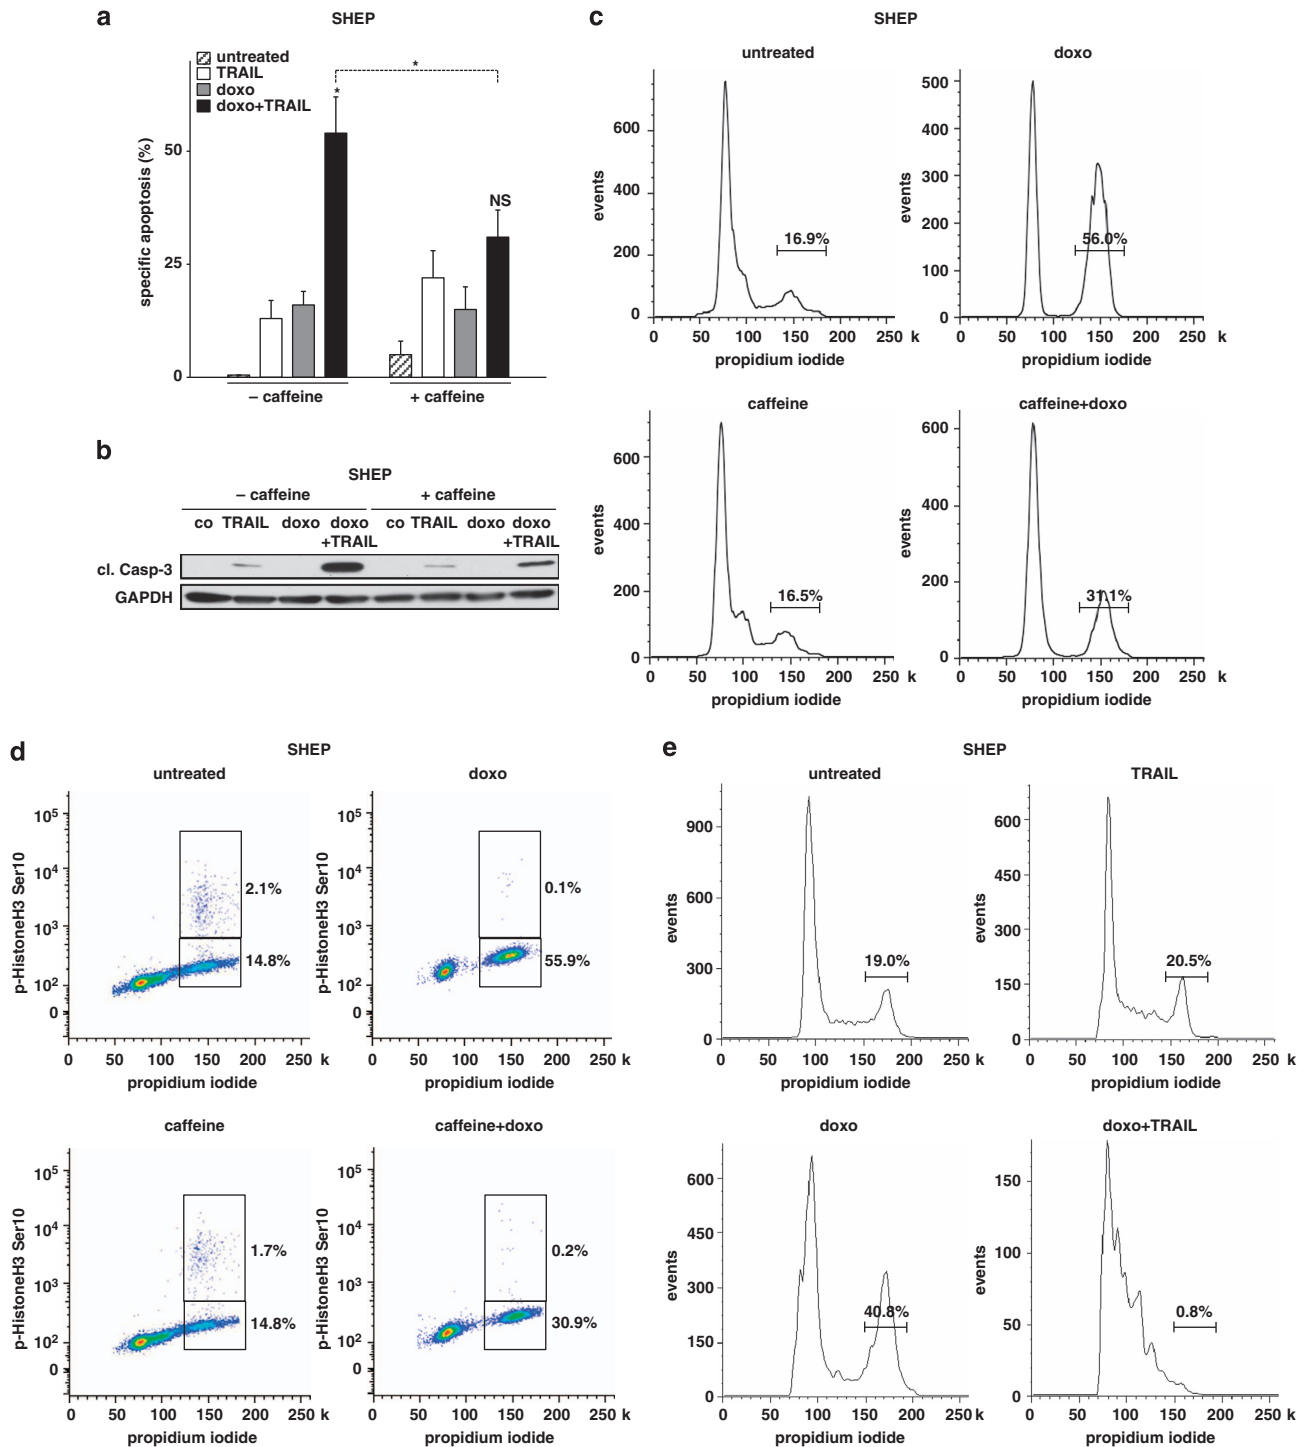 a
SHEP
untreated
TRAIL
doxo
doxo+TRAIL
*
*
NS
specific apoptosis (%)
50
25
0
– caffeine
+ caffeine
b
SHEP
– caffeine
+ caffeine
co TRAIL doxo doxo +TRAIL co TRAIL doxo doxo +TRAIL
cl. Casp-3
GAPDH
c
SHEP
untreated
events
600
400
200
0
16.9%
0 50 100 150 200 250 k
propidium iodide
doxo
events
500
400
300
200
100
0
56.0%
0 50 100 150 200 250 k
propidium iodide
caffeine
events
600
400
200
0
16.5%
0 50 100 150 200 250 k
propidium iodide
caffeine+doxo
events
600
400
200
0
31.1%
0 50 100 150 200 250 k
propidium iodide
d
SHEP
untreated
p-HistoneH3 Ser10
10⁵
10⁴
10³
10²
0
2.1%
14.8%
0 50 100 150 200 250 k
propidium iodide
doxo
p-HistoneH3 Ser10
10⁵
10⁴
10³
10²
0
0.1%
55.9%
0 50 100 150 200 250 k
propidium iodide
caffeine
p-HistoneH3 Ser10
10⁵
10⁴
10³
10²
0
1.7%
14.8%
0 50 100 150 200 250 k
propidium iodide
caffeine+doxo
p-HistoneH3 Ser10
10⁵
10⁴
10³
10²
0
0.2%
30.9%
0 50 100 150 200 250 k
propidium iodide
e
SHEP
untreated
events
900
600
300
0
19.0%
0 50 100 150 200 250 k
propidium iodide
TRAIL
events
600
450
300
150
0
20.5%
0 50 100 150 200 250 k
propidium iodide
doxo
events
600
450
300
150
0
40.8%
0 50 100 150 200 250 k
propidium iodide
doxo+TRAIL
events
150
100
50
0
0.8%
0 50 100 150 200 250 k
propidium iodide